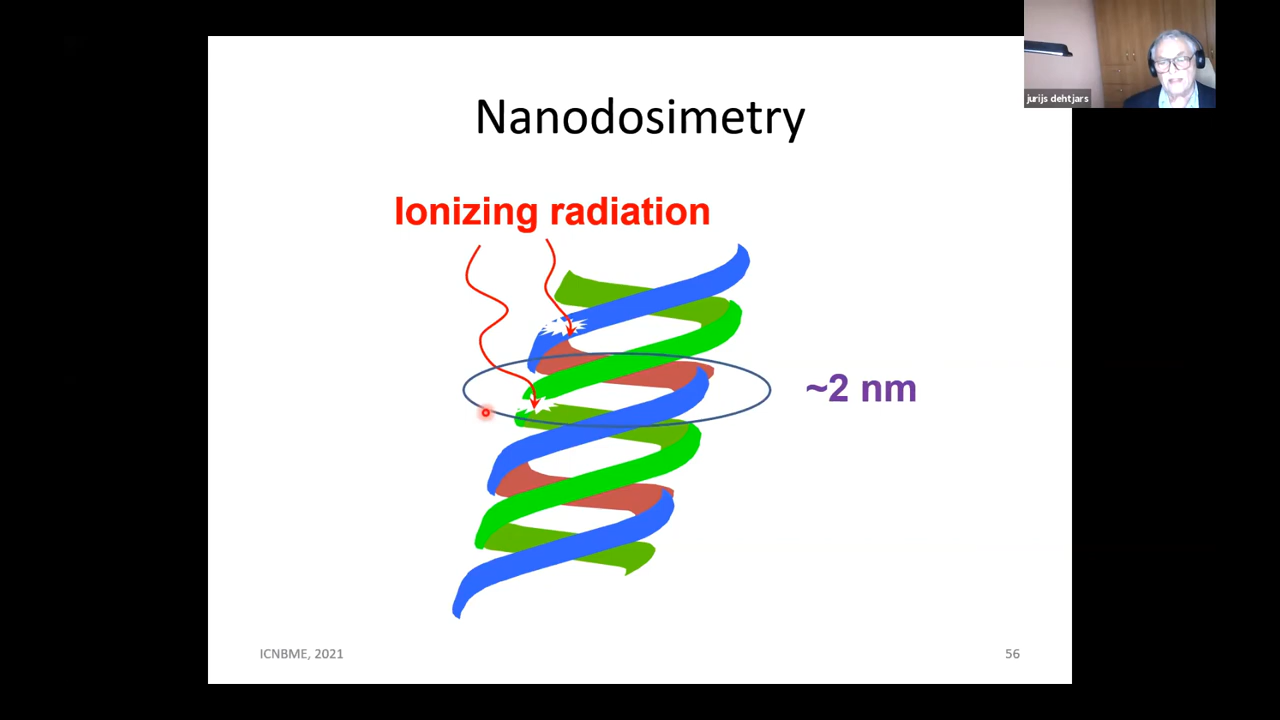 jurijs dehtjars
Nanodosimetry
Ionizing radiation
~2 nm
ICNBME, 2021
56